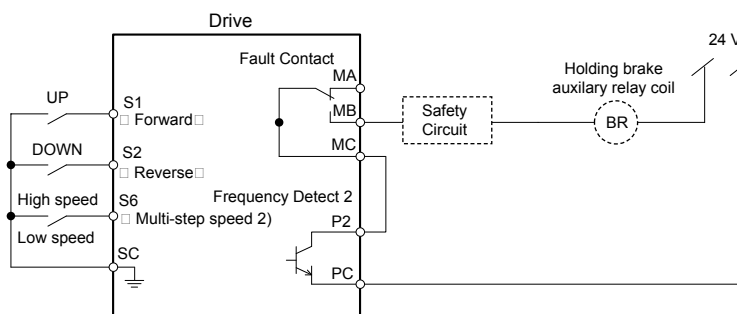 Drive
24 V
Fault Contact
MA
Holding brake
auxilary relay coil
UP
S1
□ Forward□
MB
Safety
Circuit
BR
DOWN
S2
□ Reverse□
MC
High speed
S6
Frequency Detect 2
□ Multi-step speed 2)
P2
Low speed
SC
PC